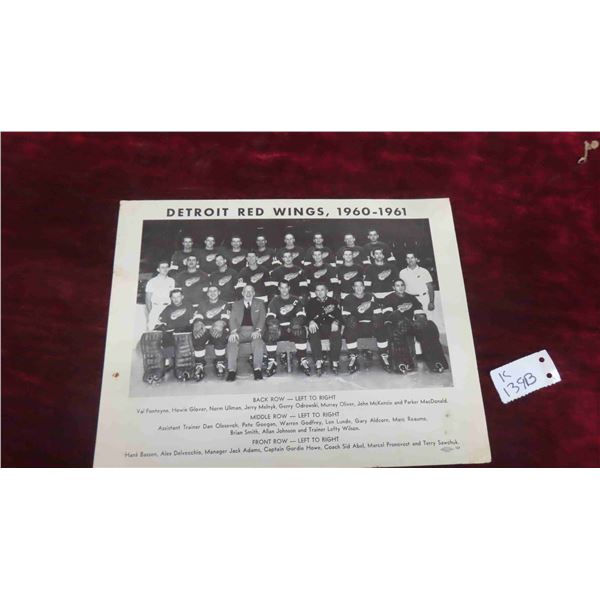 DETROIT RED WINGS, 1960-1961
BACK ROW — LEFT TO RIGHT
Val Fonteyne, Howie Glover, Norm Ullman, Jerry Melnyk, Gerry Odrowski, Murray Oliver, John McKenzie and Parker MacDonald.
MIDDLE ROW — LEFT TO RIGHT
Assistant Trainer Dan Olesevich, Pete Goegan, Warren Godfrey, Len Lunde, Gary Aldcorn, Marc Reaume,
Brian Smith, Allan Johnson and Trainer Lefty Wilson.
FRONT ROW — LEFT TO RIGHT
Hank Bassen, Alex Delvecchio, Manager Jack Adams, Captain Gordie Howe, Coach Sid Abel, Marcel Pronovost and Terry Sawchuk.
K
139B